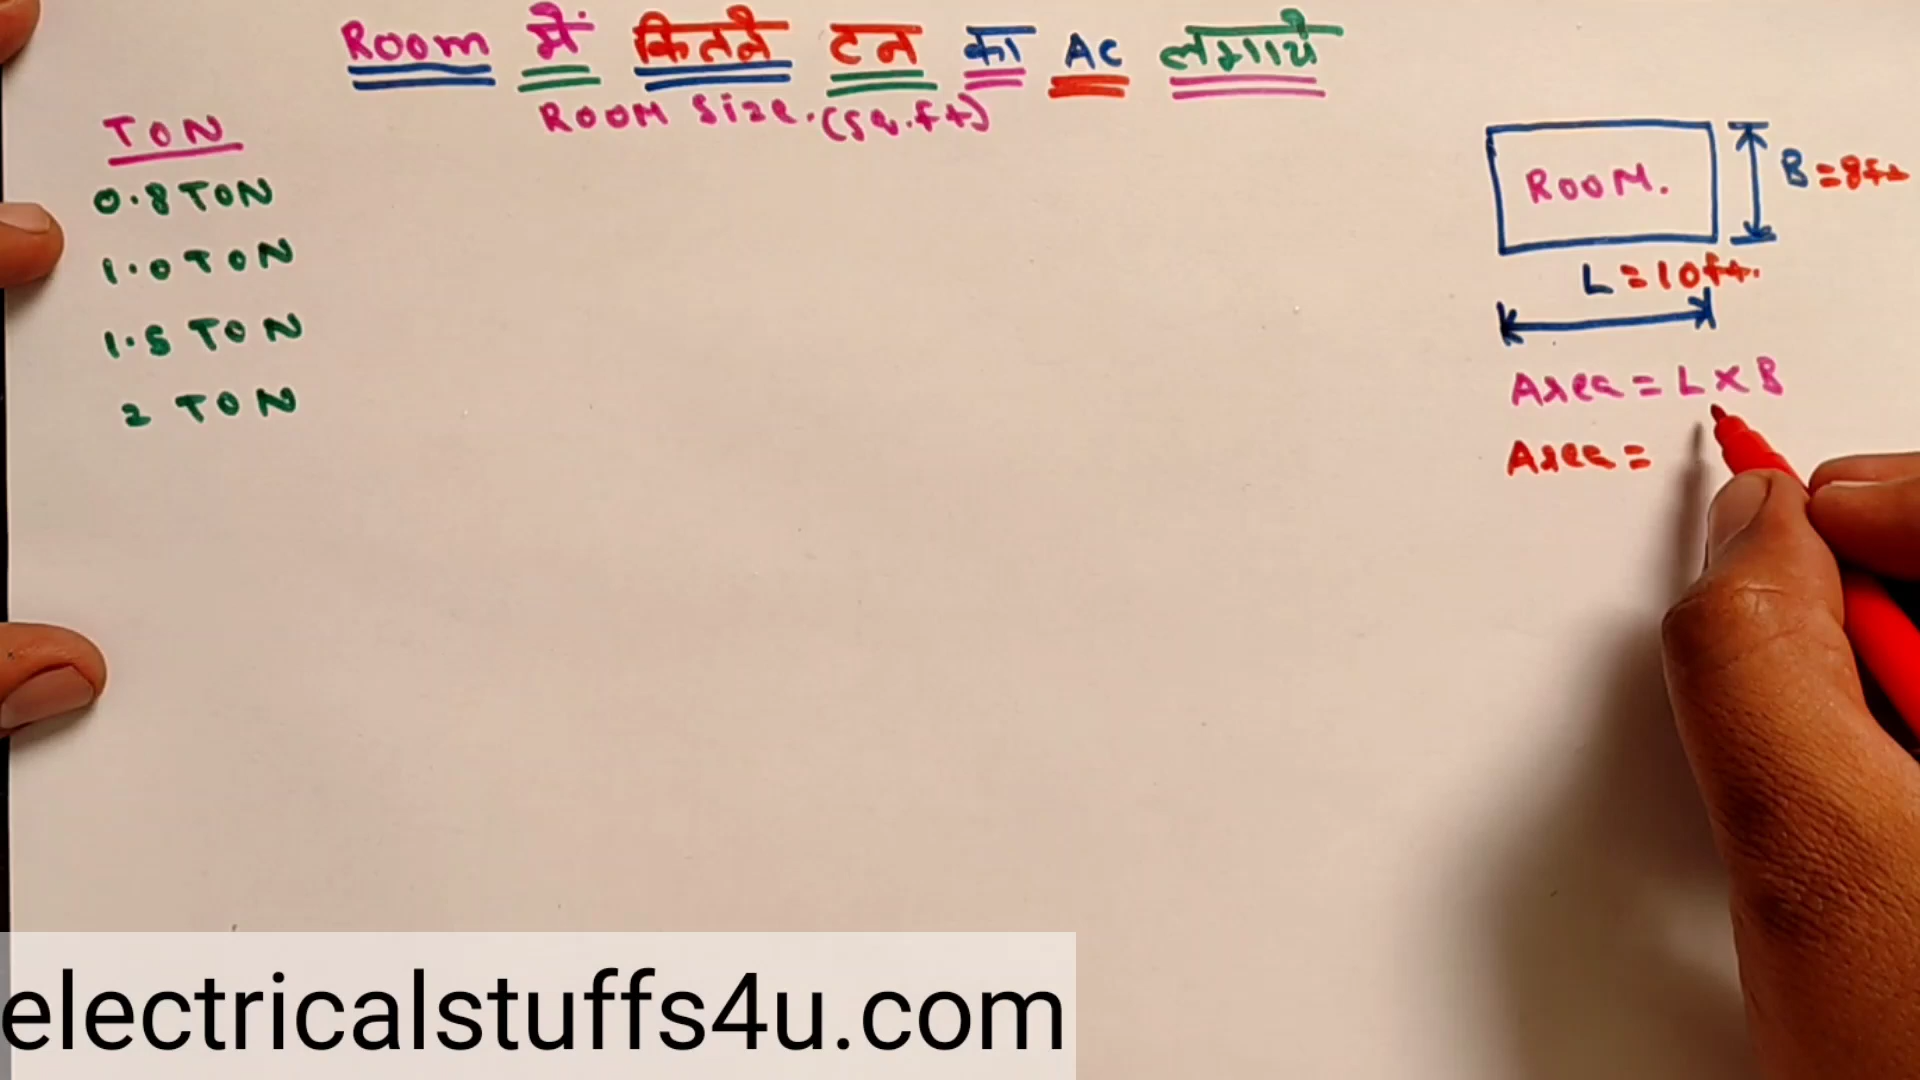 Room में कितने टन का AC लगाये
ROOM Size. (sq.ft)
TON
0.8 TON
1.0 TON
1.5 TON
2 TON
ROOM.
B = 8ft
L = 10ft.
Area = L x B
Area =
electricalstuffs4u.com